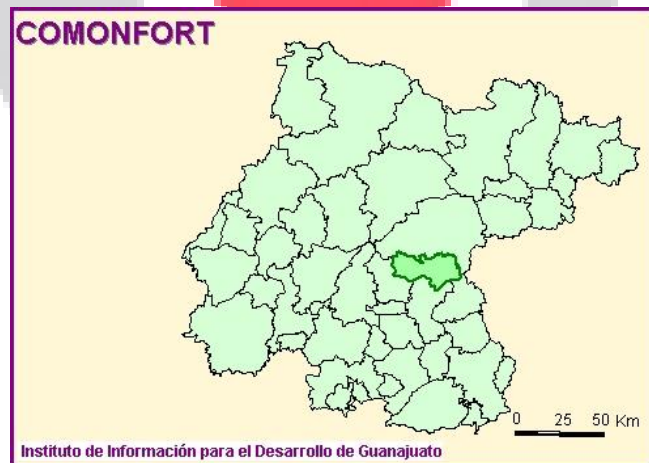 COMONFORT
0 25 50 Km
Instituto de Información para el Desarrollo de Guanajuato